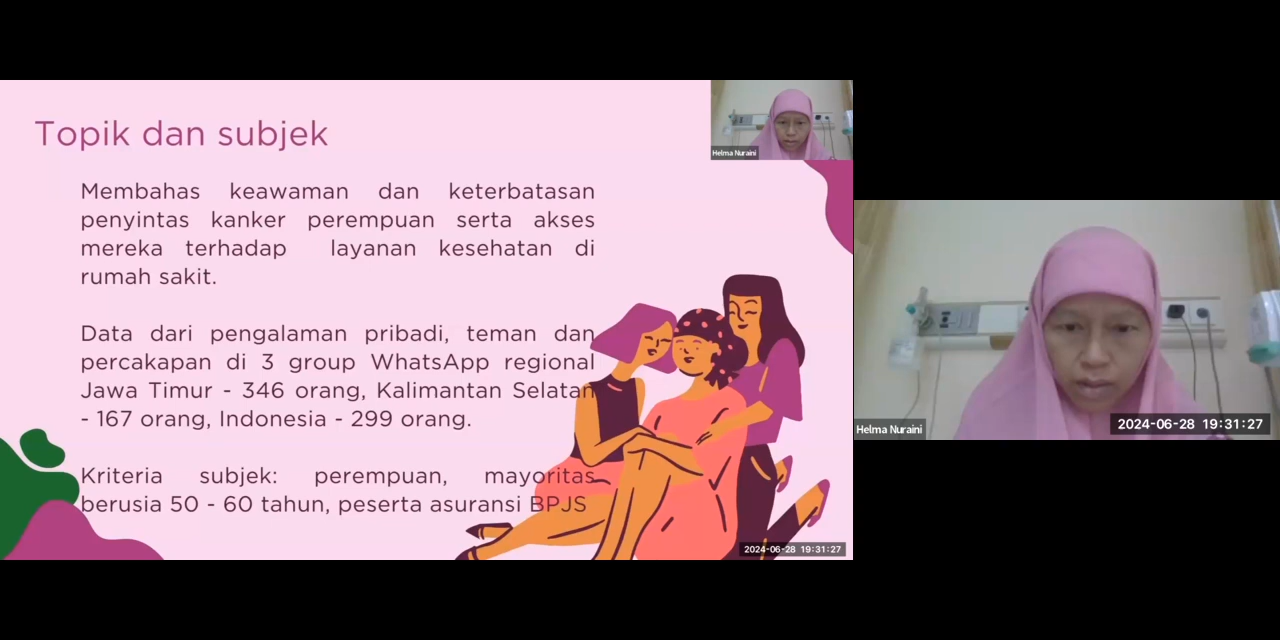 Topik dan subjek
Helma Nuraini
Membahas keawaman dan keterbatasan
penyintas kanker perempuan serta akses
mereka terhadap layanan kesehatan di
rumah sakit.
Data dari pengalaman pribadi, teman dan
percakapan di 3 group WhatsApp regional
Jawa Timur - 346 orang, Kalimantan Selatan
- 167 orang, Indonesia - 299 orang.
Kriteria subjek: perempuan, mayoritas
berusia 50 - 60 tahun, peserta asuransi BPJS
2024-06-28 19:31:27
Helma Nuraini
2024-06-28 19:31:27